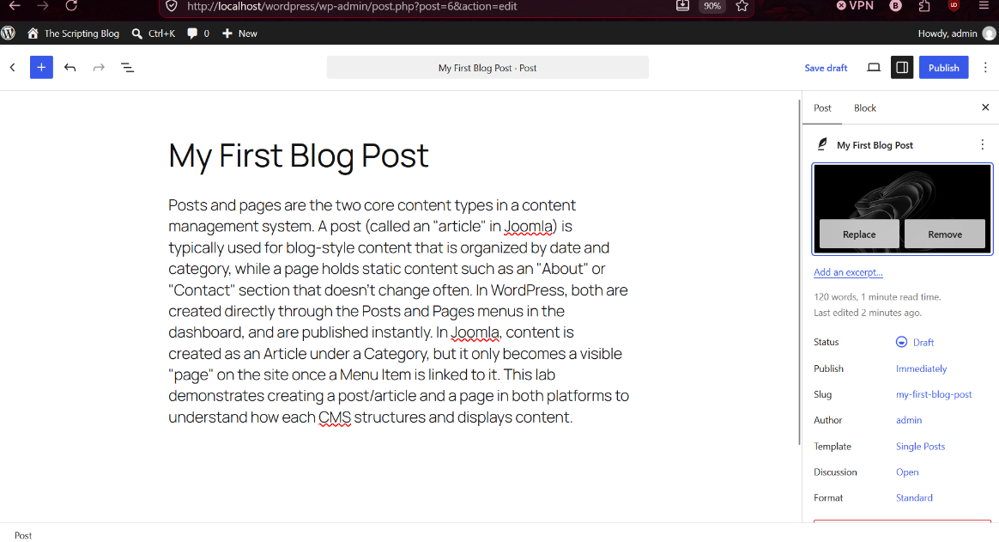 http://localhost/wordpress/wp-admin/post.php?post=6&action=edit
90%
VPN
B
UD
The Scripting Blog
Ctrl+K
0
New
Howdy, admin
My First Blog Post · Post
Save draft
Publish
Post
Block
My First Blog Post
Replace
Remove
Add an excerpt...
120 words, 1 minute read time.
Last edited 2 minutes ago.
Status
Draft
Publish
Immediately
Slug
my-first-blog-post
Author
admin
Template
Single Posts
Discussion
Open
Format
Standard
My First Blog Post
Posts and pages are the two core content types in a content
management system. A post (called an "article" in Joomla) is
typically used for blog-style content that is organized by date and
category, while a page holds static content such as an "About" or
"Contact" section that doesn't change often. In WordPress, both are
created directly through the Posts and Pages menus in the
dashboard, and are published instantly. In Joomla, content is
created as an Article under a Category, but it only becomes a visible
"page" on the site once a Menu Item is linked to it. This lab
demonstrates creating a post/article and a page in both platforms to
understand how each CMS structures and displays content.
Post